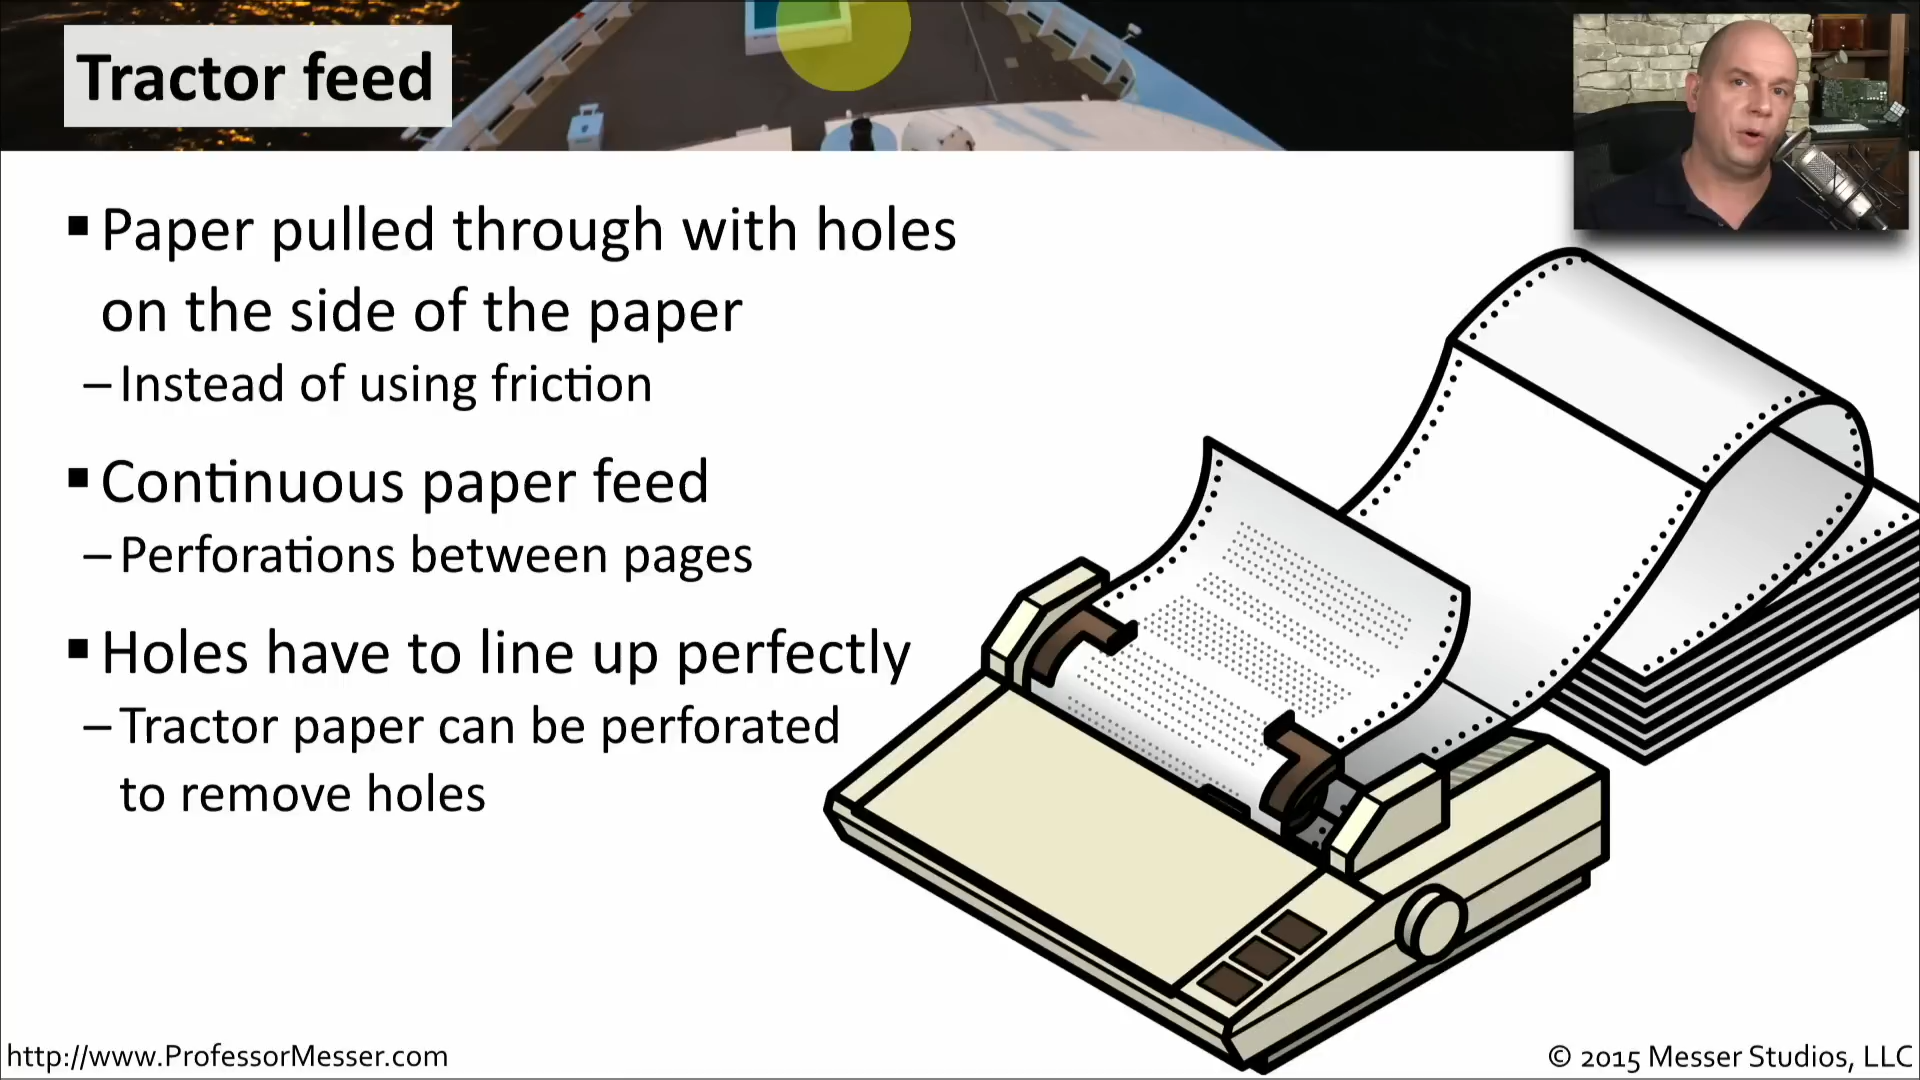 Tractor feed
▪ Paper pulled through with holes
on the side of the paper
– Instead of using friction
▪ Continuous paper feed
– Perforations between pages
▪ Holes have to line up perfectly
– Tractor paper can be perforated
to remove holes
http://www.ProfessorMesser.com
© 2015 Messer Studios, LLC